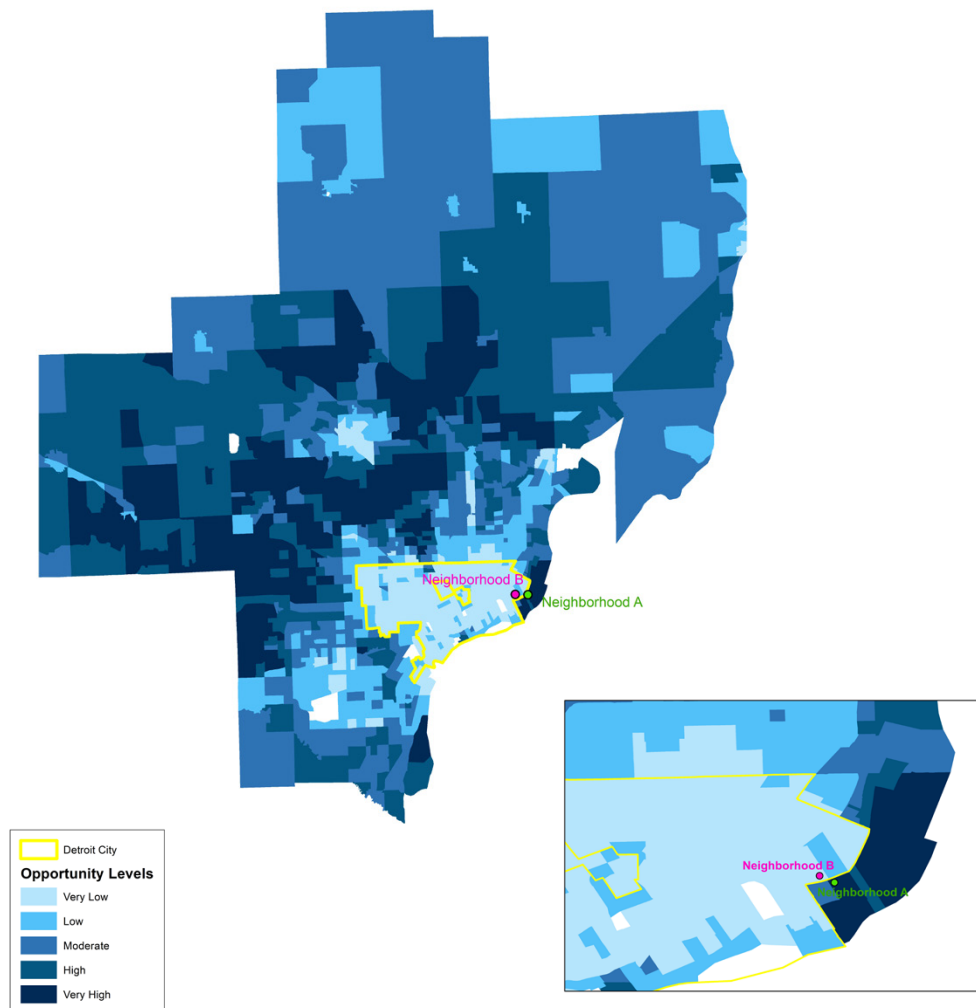 Neighborhood B
Neighborhood A
Detroit City
Opportunity Levels
Very Low
Low
Moderate
High
Very High
Neighborhood B
Neighborhood A